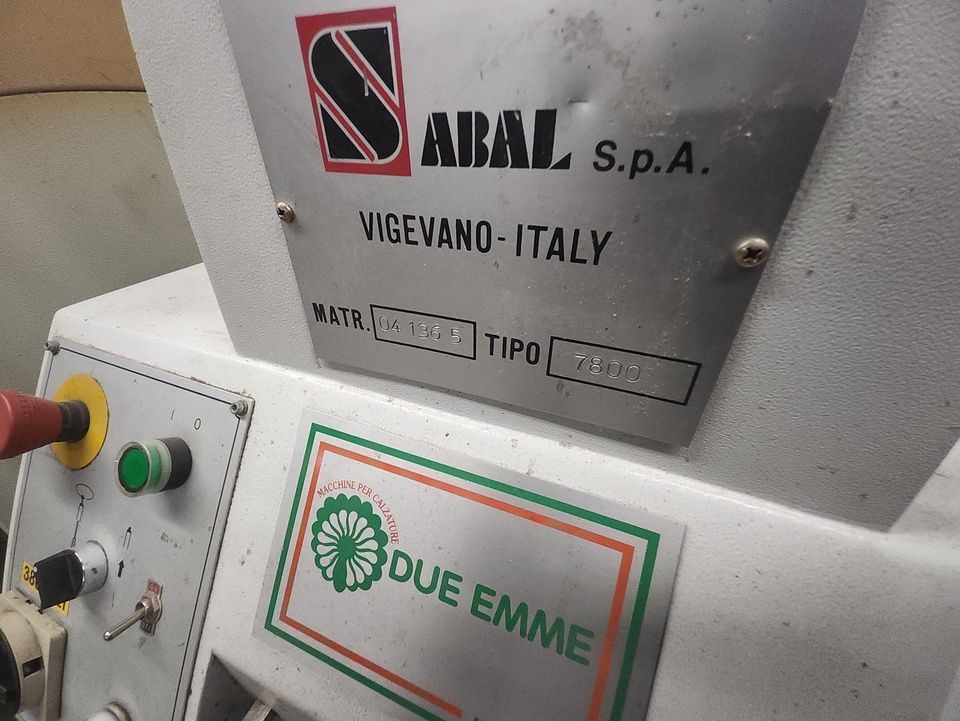 SABAL S.p.A.
VIGEVANO-ITALY
MATR. 04 136 5 TIPO 7800
I O
MACCHINE PER CALZATURE
DUE EMME